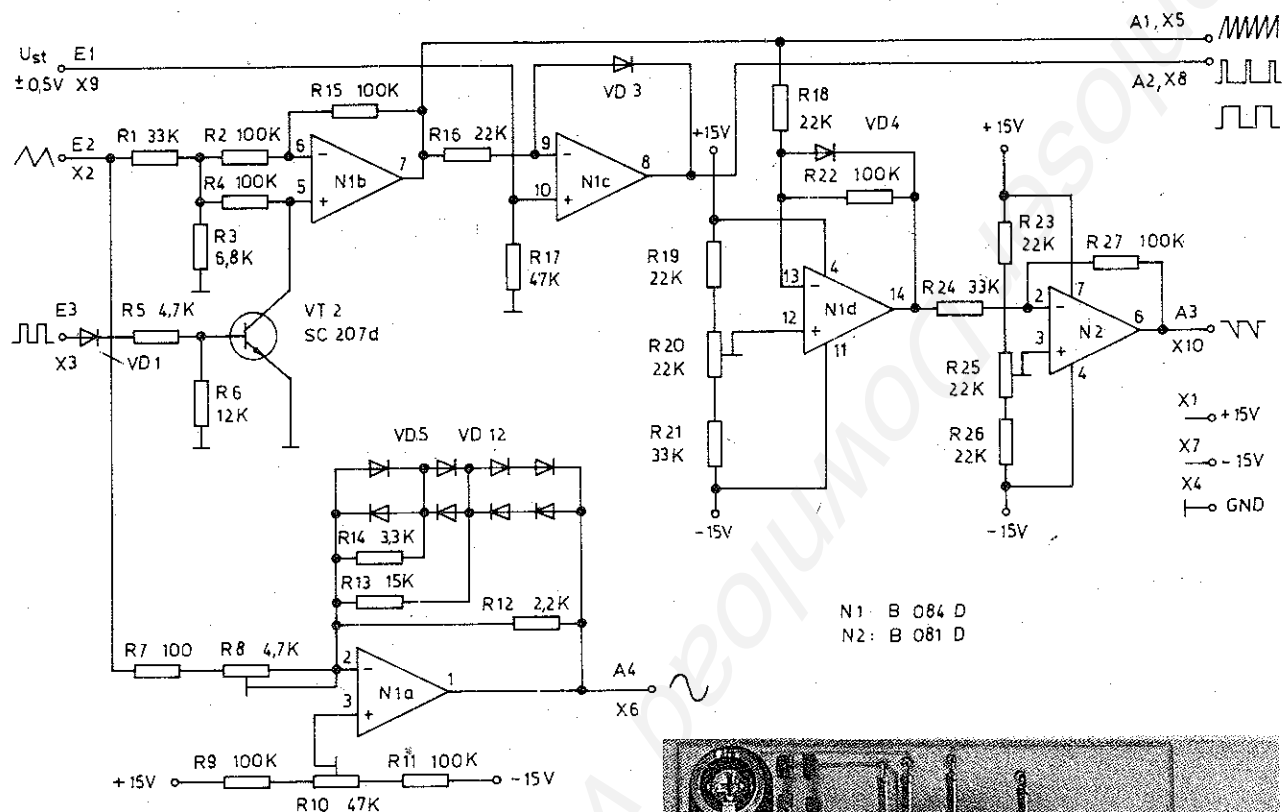 A1, X5
Ust E1
±0,5V X9
A2, X8
VD 3
R15 100K
R18
22K
+15V
+15V
E2
X2
R1 33K
R2 100K
R16 22K
VD4
R22 100K
6
7
5
N1b
9
8
10
N1c
R4 100K
R3
6,8K
R17
47K
R19
22K
R23
22K
R27 100K
4
13
14
12
11
N1d
R24 33K
7
2
6
3
4
N2
A3
X10
E3
X3
R5 4,7K
VD1
VT 2
SC 207d
R6
12K
R20
22K
R25
22K
R21
33K
R26
22K
-15V
-15V
X1
+15V
X7
-15V
X4
GND
VD5 VD 12
R14 3,3K
R13 15K
R12 2,2K
N1: B 084 D
N2: B 081 D
R7 100
R8 4,7K
2
1
3
N1a
A4
X6
+15V
R9 100K
R11 100K
-15V
R10 47K
Download